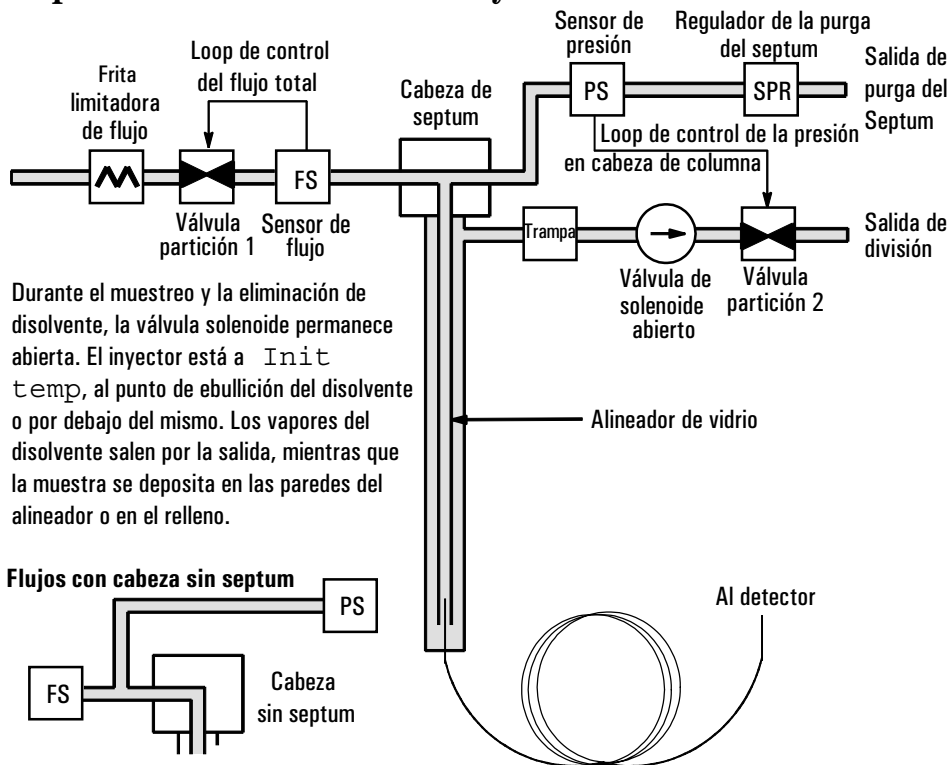 Sensor de
presión
Regulador de la purga
del septum
Salida de
purga del
Septum
Loop de control
del flujo total
Frita
limitadora
de flujo
Cabeza de
septum
PS
SPR
Loop de control de la presión
en cabeza de columna
FS
Válvula
partición 1
Sensor de
flujo
Trampa
Salida de
división
Válvula de
solenoide
abierto
Válvula
partición 2
Durante el muestreo y la eliminación de
disolvente, la válvula solenoide permanece
abierta. El inyector está a Init
temp, al punto de ebullición del disolvente
o por debajo del mismo. Los vapores del
disolvente salen por la salida, mientras que
la muestra se deposita en las paredes del
alineador o en el relleno.
Alineador de vidrio
Flujos con cabeza sin septum
PS
FS
Cabeza
sin septum
Al detector